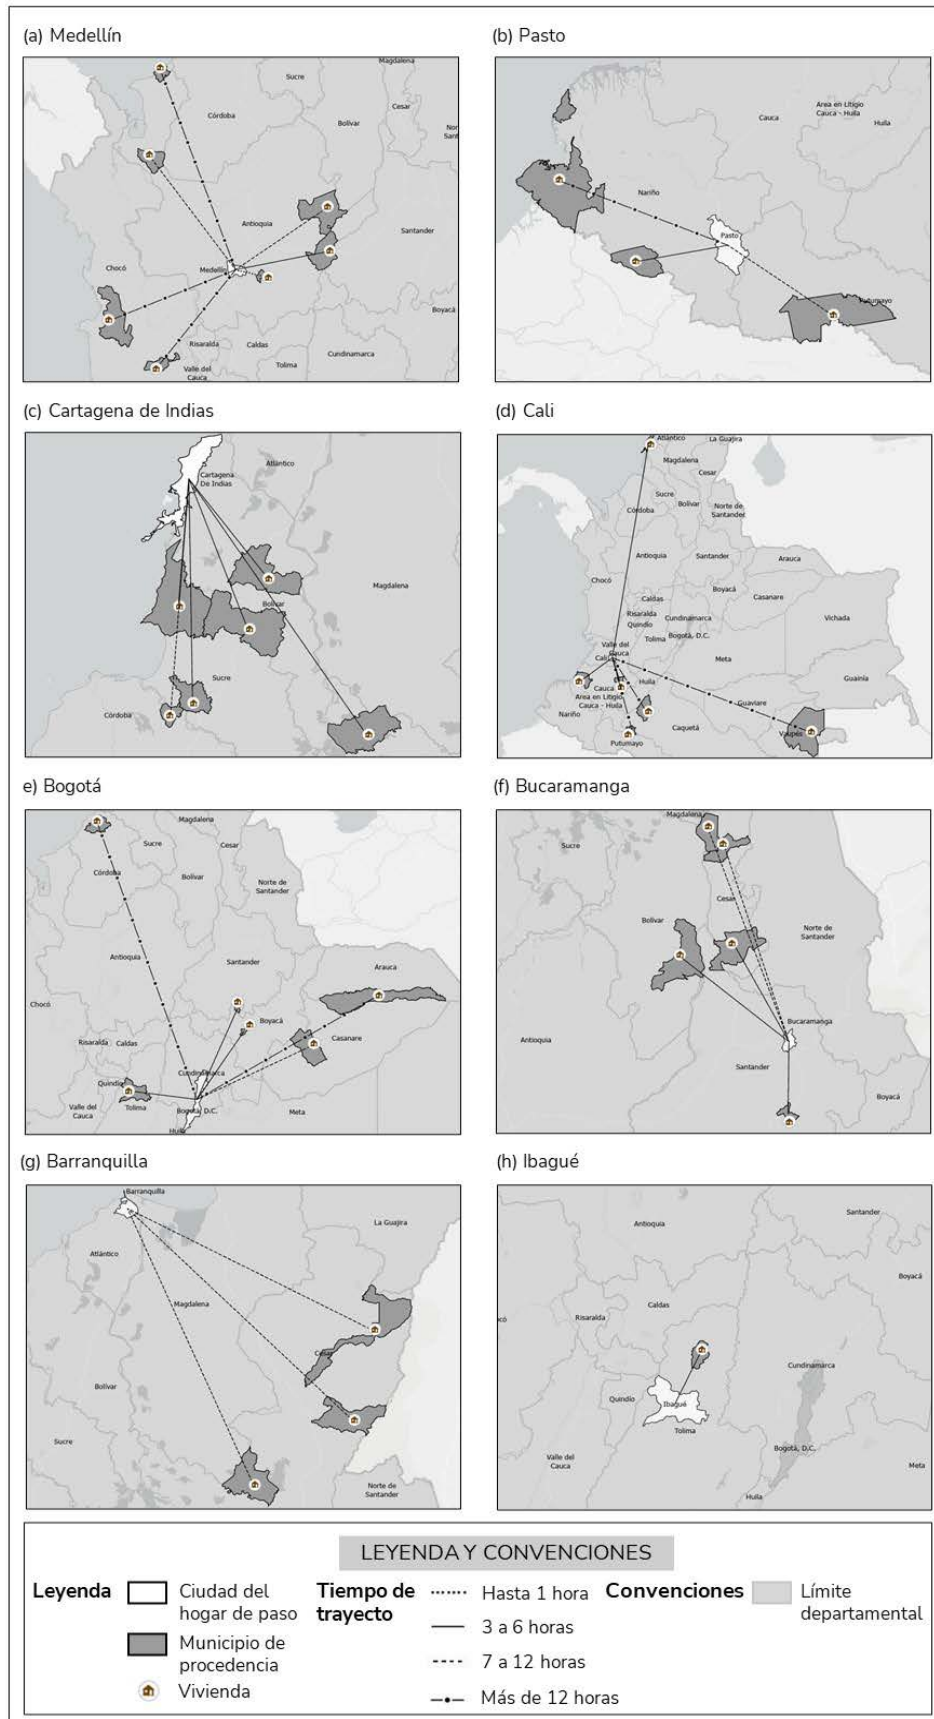 (a) Medellín
(b) Pasto
Magdalena
Sucre
Cesar
Córdoba
Bolívar
Antioquia
Santander
Chocó
Medellín
Boyacá
Risaralda
Caldas
Cundinamarca
Valle del
Cauca
Tolima
Área en Litigio
Cauca - Huila
Cauca
Huila
Nariño
Pasto
Putumayo
(c) Cartagena de Indias
(d) Cali
Atlántico
Cartagena
De Indias
Magdalena
Bolívar
Sucre
Córdoba
Atlántico
La Guajira
Magdalena
Cesar
Sucre
Bolívar
Norte de
Santander
Córdoba
Antioquia
Santander
Arauca
Chocó
Boyacá
Caldas
Casanare
Risaralda
Cundinamarca
Quindío
Vichada
Tolima
Bogotá, D.C.
Valle del
Cauca
Cali
Meta
Guainía
Cauca
Huila
Área en Litigio
Cauca - Huila
Guaviare
Nariño
Caquetá
Vaupés
Putumayo
e) Bogotá
(f) Bucaramanga
Magdalena
Sucre
Cesar
Córdoba
Bolívar
Norte de
Santander
Antioquia
Santander
Arauca
Chocó
Boyacá
Risaralda
Caldas
Casanare
Cundinamarca
Quindío
Valle del
Cauca
Tolima
Bogotá, D.C.
Meta
Huila
Magdalena
Sucre
Cesar
Bolívar
Norte de
Santander
Bucaramanga
Antioquia
Santander
Boyacá
(g) Barranquilla
(h) Ibagué
Barranquilla
La Guajira
Atlántico
Magdalena
Cesar
Bolívar
Sucre
Norte de
Santander
Santander
Antioquia
Boyacá
Caldas
Risaralda
Cundinamarca
Quindío
Ibagué
Tolima
Bogotá, D.C.
Valle del
Cauca
Meta
Huila
LEYENDA Y CONVENCIONES
Leyenda
Ciudad del
hogar de paso
Municipio de
procedencia
Vivienda
Tiempo de
trayecto
Hasta 1 hora
3 a 6 horas
7 a 12 horas
Más de 12 horas
Convenciones
Límite
departamental